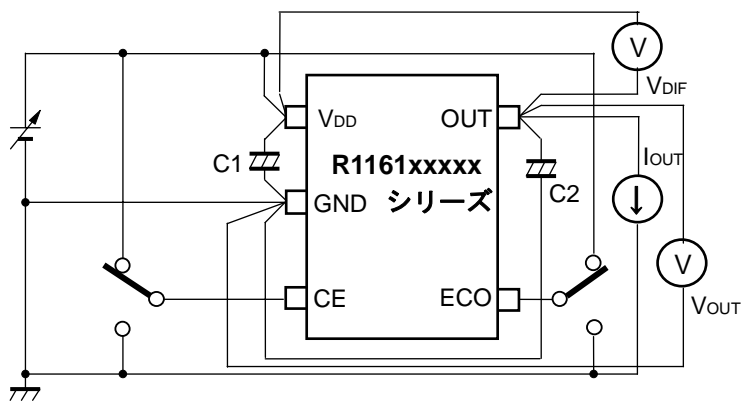 V
VDIF
VDD
OUT
C1
R1161xxxxx
シリーズ
GND
C2
IOUT
V
VOUT
CE
ECO